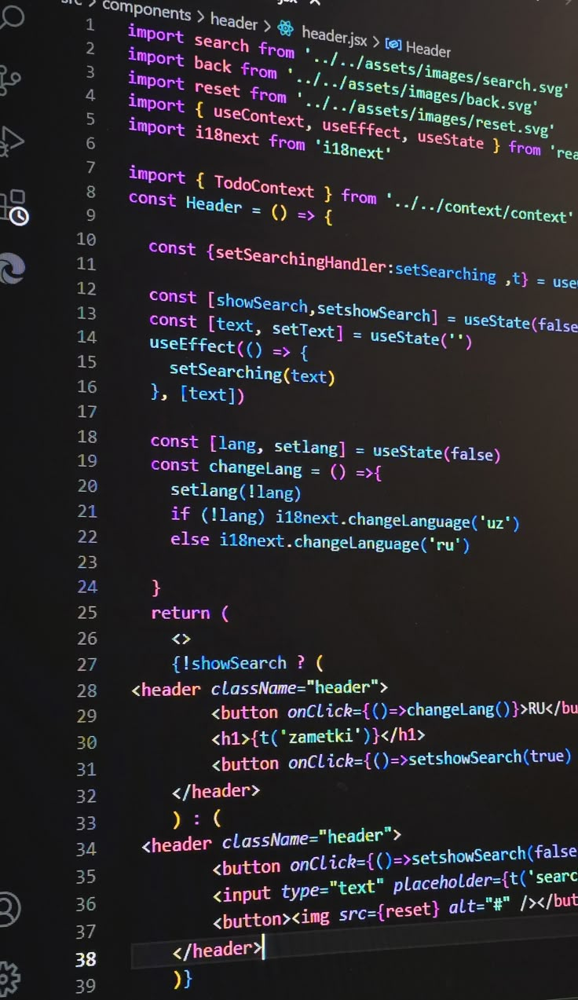 components > header > header.jsx > Header
1 import search from '../../assets/images/search.svg'
2 import back from '../../assets/images/back.svg'
3 import reset from '../../assets/images/reset.svg'
4 import { useContext, useEffect, useState } from 'rea
5 import i18next from 'i18next'
6
7 import { TodoContext } from '../../context/context'
8 const Header = () => {
9
10 const {setSearchingHandler:setSearching ,t} = use
11
12 const [showSearch,setshowSearch] = useState(false
13 const [text, setText] = useState('')
14 useEffect(() => {
15 setSearching(text)
16 }, [text])
17
18 const [lang, setlang] = useState(false)
19 const changeLang = () =>{
20 setlang(!lang)
21 if (!lang) i18next.changeLanguage('uz')
22 else i18next.changeLanguage('ru')
23
24 }
25 return (
26 <>
27 {!showSearch ? (
28 <header className="header">
29 <button onClick={()=>changeLang()}>RU</bu
30 <h1>{t('zametki')}</h1>
31 <button onClick={()=>setshowSearch(true)
32 </header>
33 ) : (
34 <header className="header">
35 <button onClick={()=>setshowSearch(false
36 <input type="text" placeholder={t('searc
37 <button><img src={reset} alt="#" /></but
38 </header>
39 )}